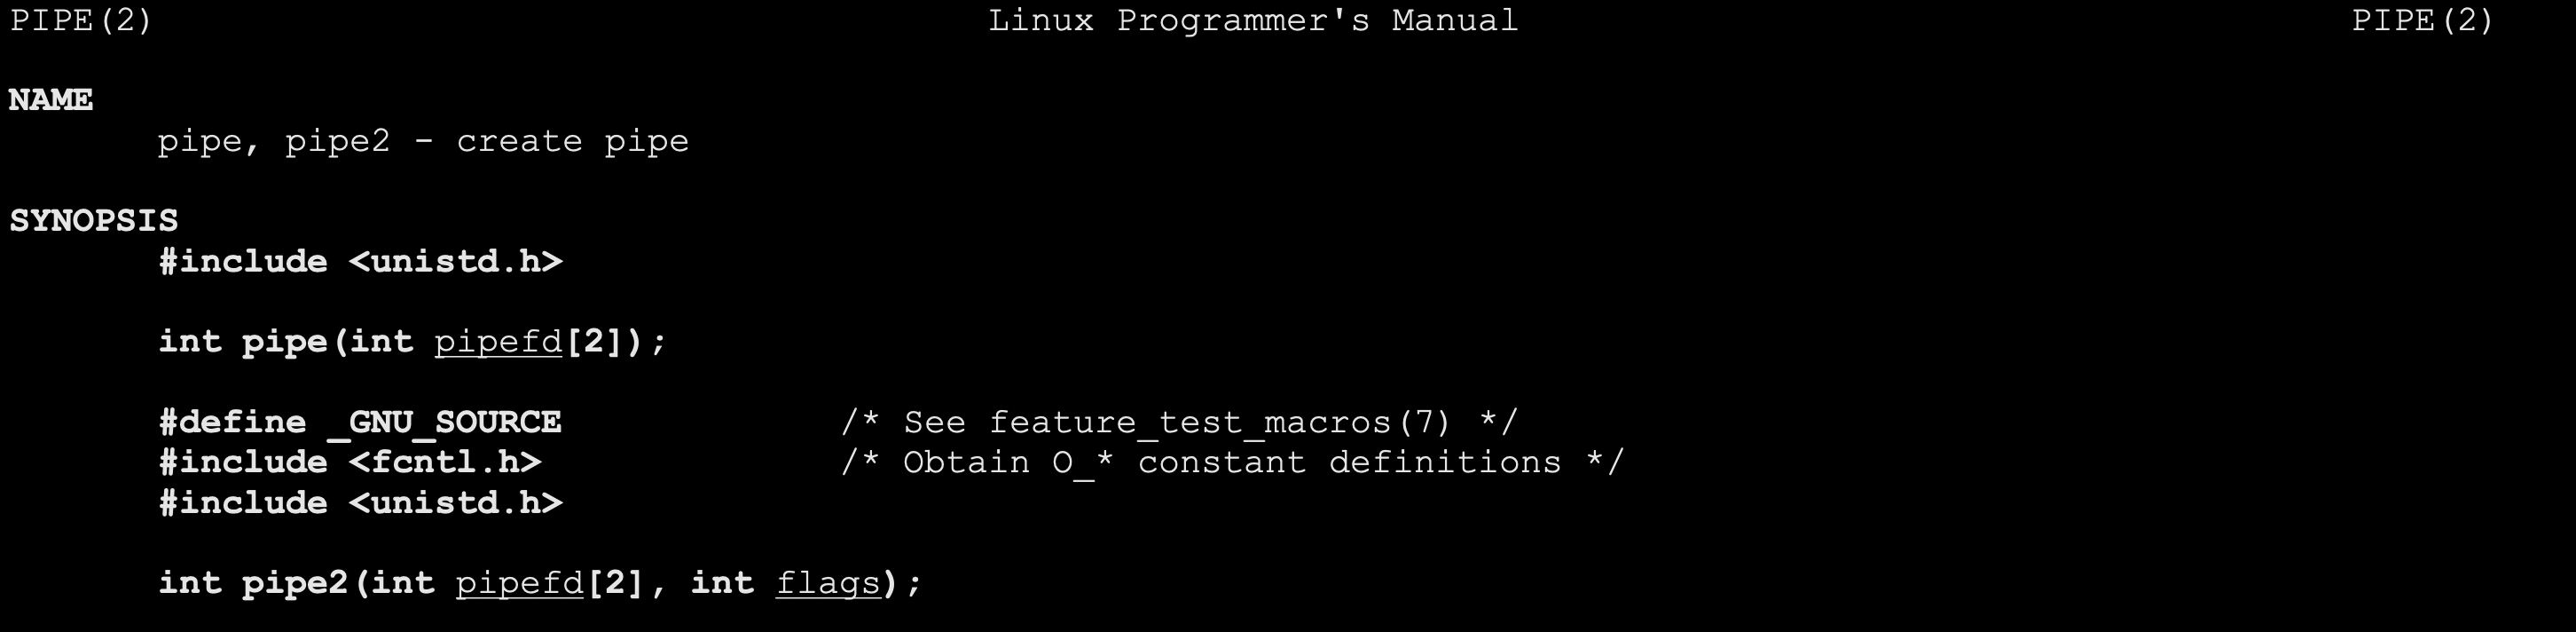 PIPE(2) Linux Programmer's Manual PIPE(2)
NAME
pipe, pipe2 - create pipe
SYNOPSIS
#include <unistd.h>
int pipe(int pipefd[2]);
#define _GNU_SOURCE /* See feature_test_macros(7) */
#include <fcntl.h> /* Obtain O_* constant definitions */
#include <unistd.h>
int pipe2(int pipefd[2], int flags);